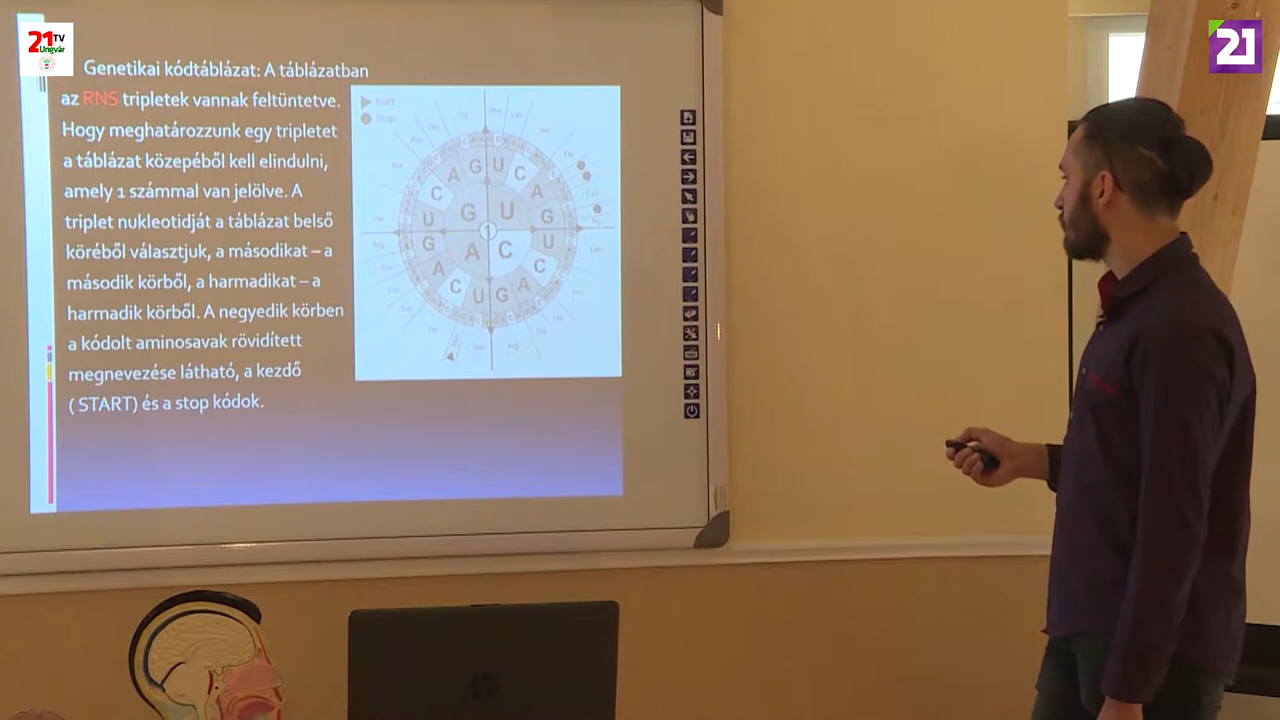 21 TV
Ungvár
21
Genetikai kódtáblázat: A táblázatban
az RNS tripletek vannak feltüntetve.
Hogy meghatározzunk egy tripletet
a táblázat közepéből kell elindulni,
amely 1 számmal van jelölve. A
triplet nukleotidját a táblázat belső
köréből választjuk, a másodikat – a
második körből, a harmadikat – a
harmadik körből. A negyedik körben
a kódolt aminosavak rövidített
megnevezése látható, a kezdő
( START) és a stop kódok.
Start
Stop
A G U C
C A
U G U G
1
G A C U
A C
C U G A